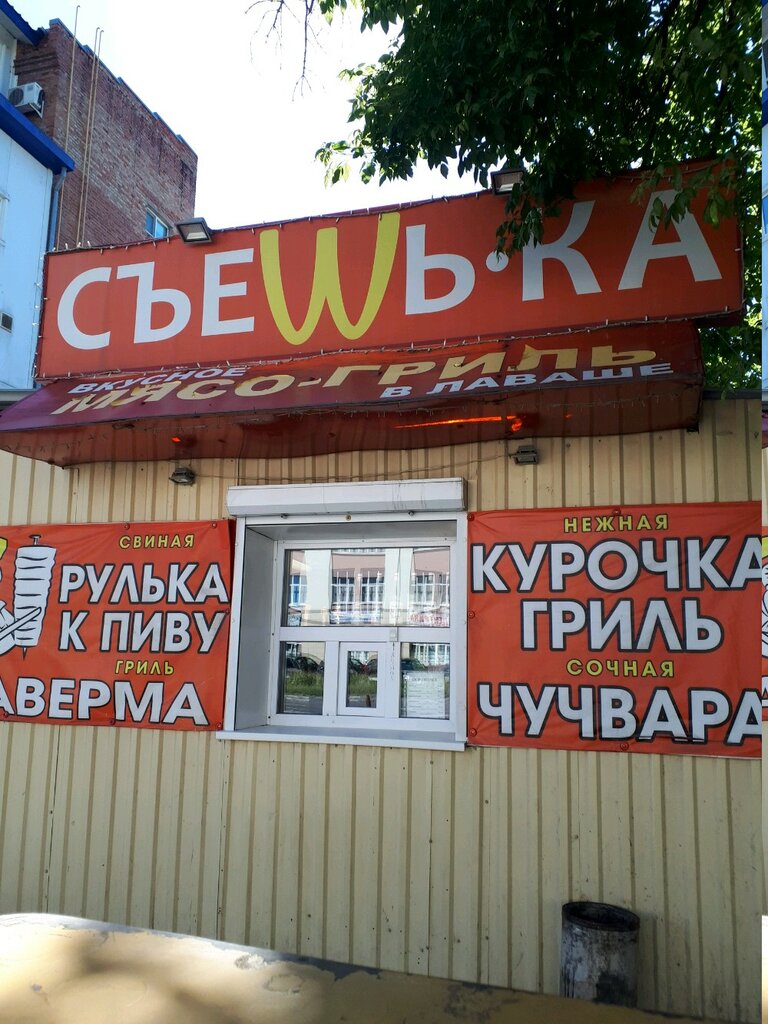 СЪЕШЬ·КА
ВКУСНОЕ
МЯСО-ГРИЛЬ
В ЛАВАШЕ
СВИНАЯ
РУЛЬКА
К ПИВУ
ГРИЛЬ
АВЕРМА
НЕЖНАЯ
КУРОЧКА
ГРИЛЬ
СОЧНАЯ
ЧУЧВАРА